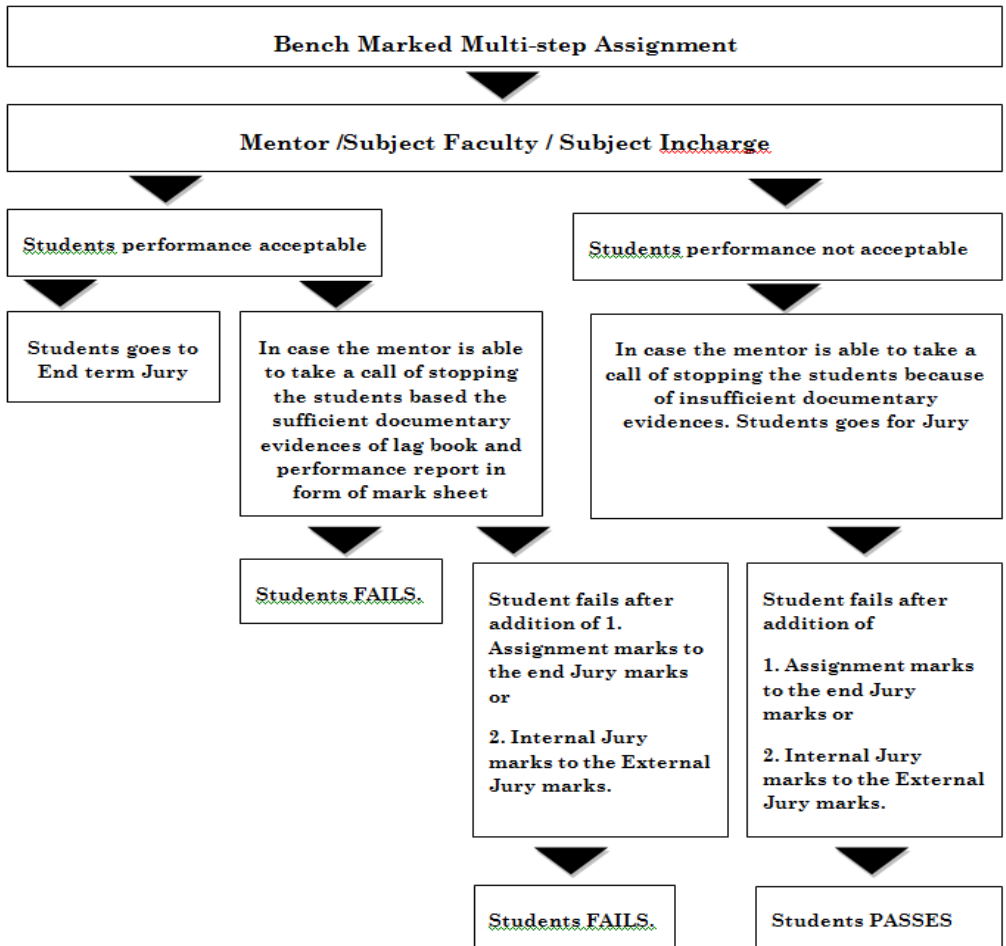 Bench Marked Multi-step Assignment
Mentor /Subject Faculty / Subject Incharge
Students performance acceptable
Students performance not acceptable
Students goes to
End term Jury
In case the mentor is able
to take a call of stopping
the students based the
sufficient documentary
evidences of lag book and
performance report in
form of mark sheet
In case the mentor is able to take a
call of stopping the students because
of insufficient documentary
evidences. Students goes for Jury
Students FAILS.
Student fails after
addition of 1.
Assignment marks to
the end Jury marks
or
2. Internal Jury
marks to the External
Jury marks.
Student fails after
addition of
1. Assignment marks
to the end Jury
marks or
2. Internal Jury
marks to the External
Jury marks.
Students FAILS.
Students PASSES